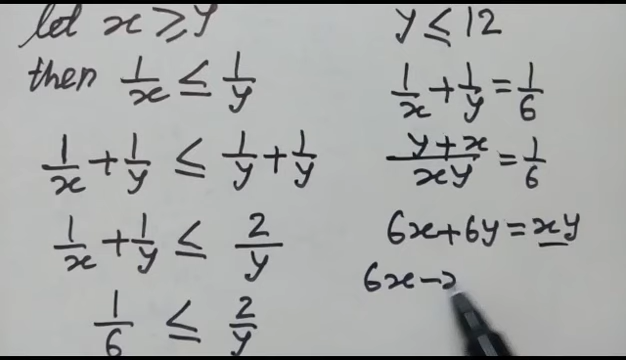 let x ≥ y
then 1/x ≤ 1/y
1/x + 1/y ≤ 1/y + 1/y
1/x + 1/y ≤ 2/y
1/6 ≤ 2/y
y ≤ 12
1/x + 1/y = 1/6
y + x / xy = 1/6
6x + 6y = xy
6x -